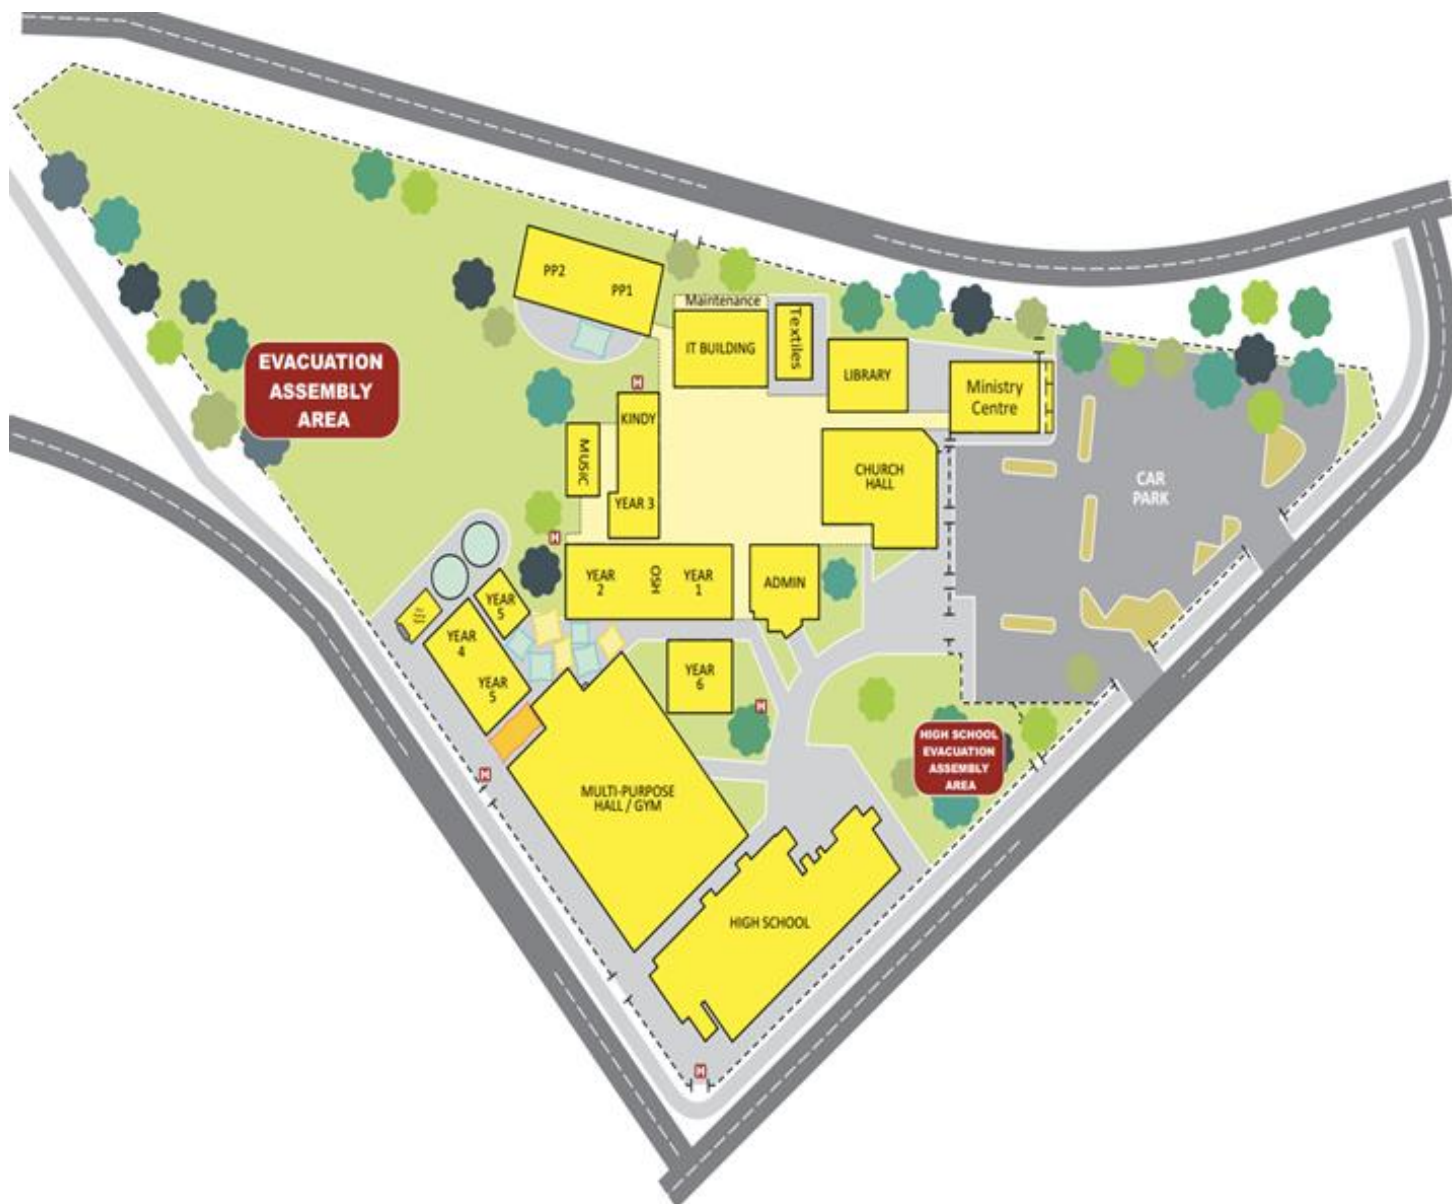 PP2
PP1
Maintenance
IT BUILDING
Textiles
LIBRARY
Ministry
Centre
EVACUATION
ASSEMBLY
AREA
H
KINDY
MUSIC
YEAR 3
CHURCH
HALL
CAR
PARK
H
YEAR
2
OSH
YEAR
1
ADMIN
YEAR
5
YEAR
4
YEAR
5
YEAR
6
H
HIGH SCHOOL
EVACUATION
ASSEMBLY
AREA
H
MULTI-PURPOSE
HALL / GYM
HIGH SCHOOL
H